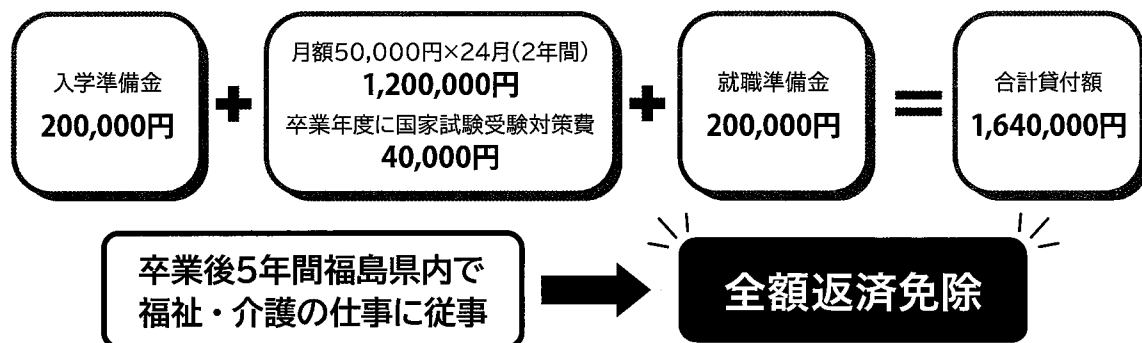 入学準備金
200,000円
+
月額50,000円×24月(2年間)
1,200,000円
卒業年度に国家試験受験対策費
40,000円
+
就職準備金
200,000円
=
合計貸付額
1,640,000円
卒業後5年間福島県内で
福祉・介護の仕事に従事
全額返済免除